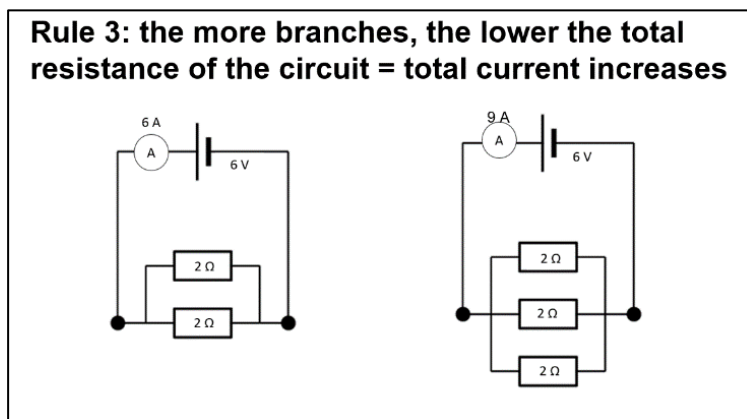 Rule 3: the more branches, the lower the total
resistance of the circuit = total current increases
6 A
A
6 V
2 Ω
2 Ω
9 A
A
6 V
2 Ω
2 Ω
2 Ω